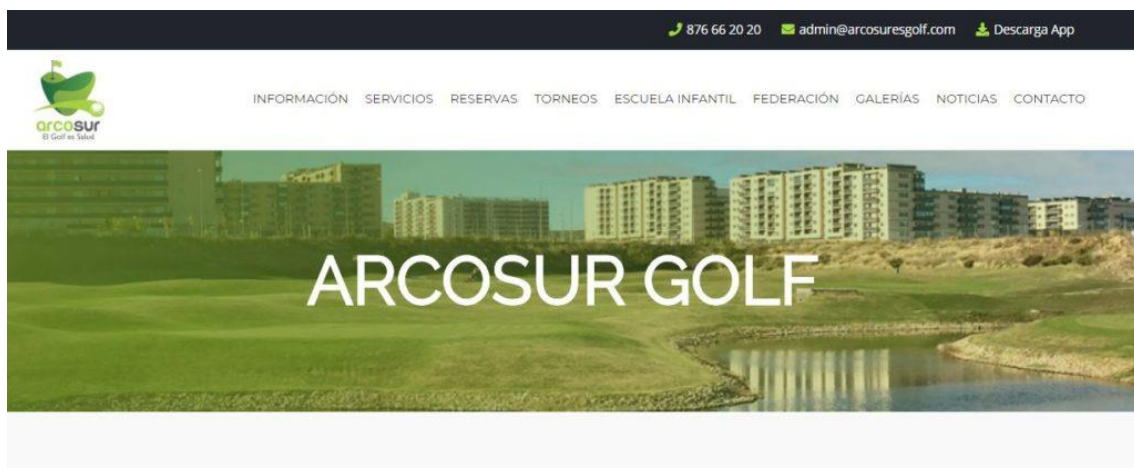 876 66 20 20 admin@arcosuresgolf.com Descarga App
arcosur
El Golf es Salud
INFORMACIÓN SERVICIOS RESERVAS TORNEOS ESCUELA INFANTIL FEDERACIÓN GALERÍAS NOTICIAS CONTACTO
ARCOSUR GOLF